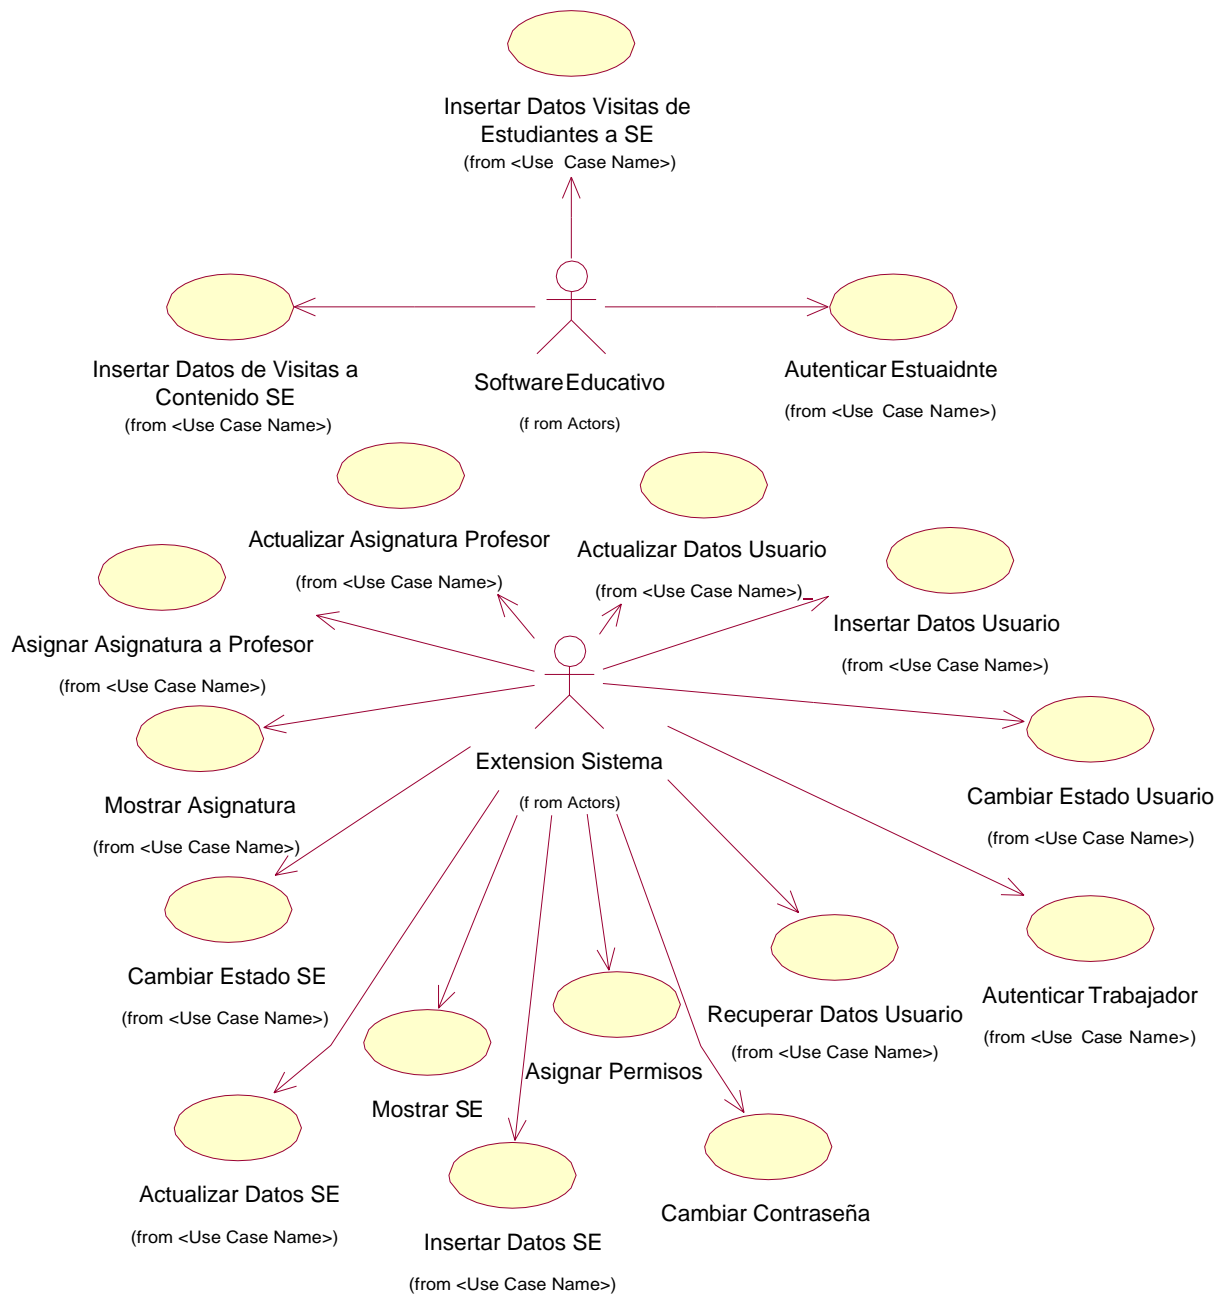 Insertar Datos Visitas de
Estudiantes a SE
(from <Use Case Name>)
Insertar Datos de Visitas a
Contenido SE
(from <Use Case Name>)
Software Educativo
(f rom Actors)
Autenticar Estuaidnte
(from <Use Case Name>)
Actualizar Asignatura Profesor
(from <Use Case Name>)
Actualizar Datos Usuario
(from <Use Case Name>)
Insertar Datos Usuario
(from <Use Case Name>)
Asignar Asignatura a Profesor
(from <Use Case Name>)
Extension Sistema
(f rom Actors)
Mostrar Asignatura
(from <Use Case Name>)
Cambiar Estado Usuario
(from <Use Case Name>)
Cambiar Estado SE
(from <Use Case Name>)
Autenticar Trabajador
(from <Use Case Name>)
Recuperar Datos Usuario
(from <Use Case Name>)
Asignar Permisos
Mostrar SE
Actualizar Datos SE
(from <Use Case Name>)
Insertar Datos SE
(from <Use Case Name>)
Cambiar Contraseña